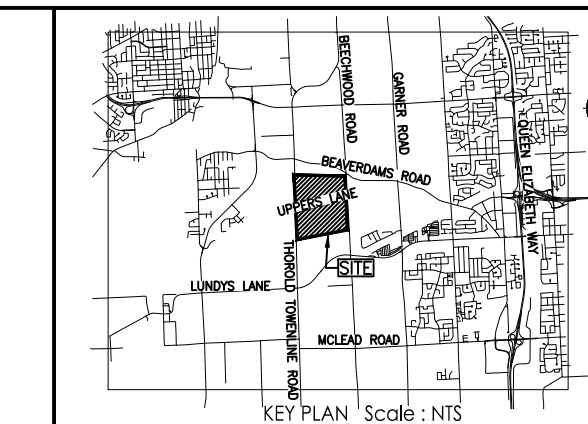 BEECHWOOD ROAD
GARNER ROAD
QUEEN ELIZABETH WAY
BEAVERDAMS ROAD
UPPERS LANE
SITE
THOROLD TOWENLINE ROAD
LUNDYS LANE
MCLEAD ROAD
KEY PLAN Scale : NTS